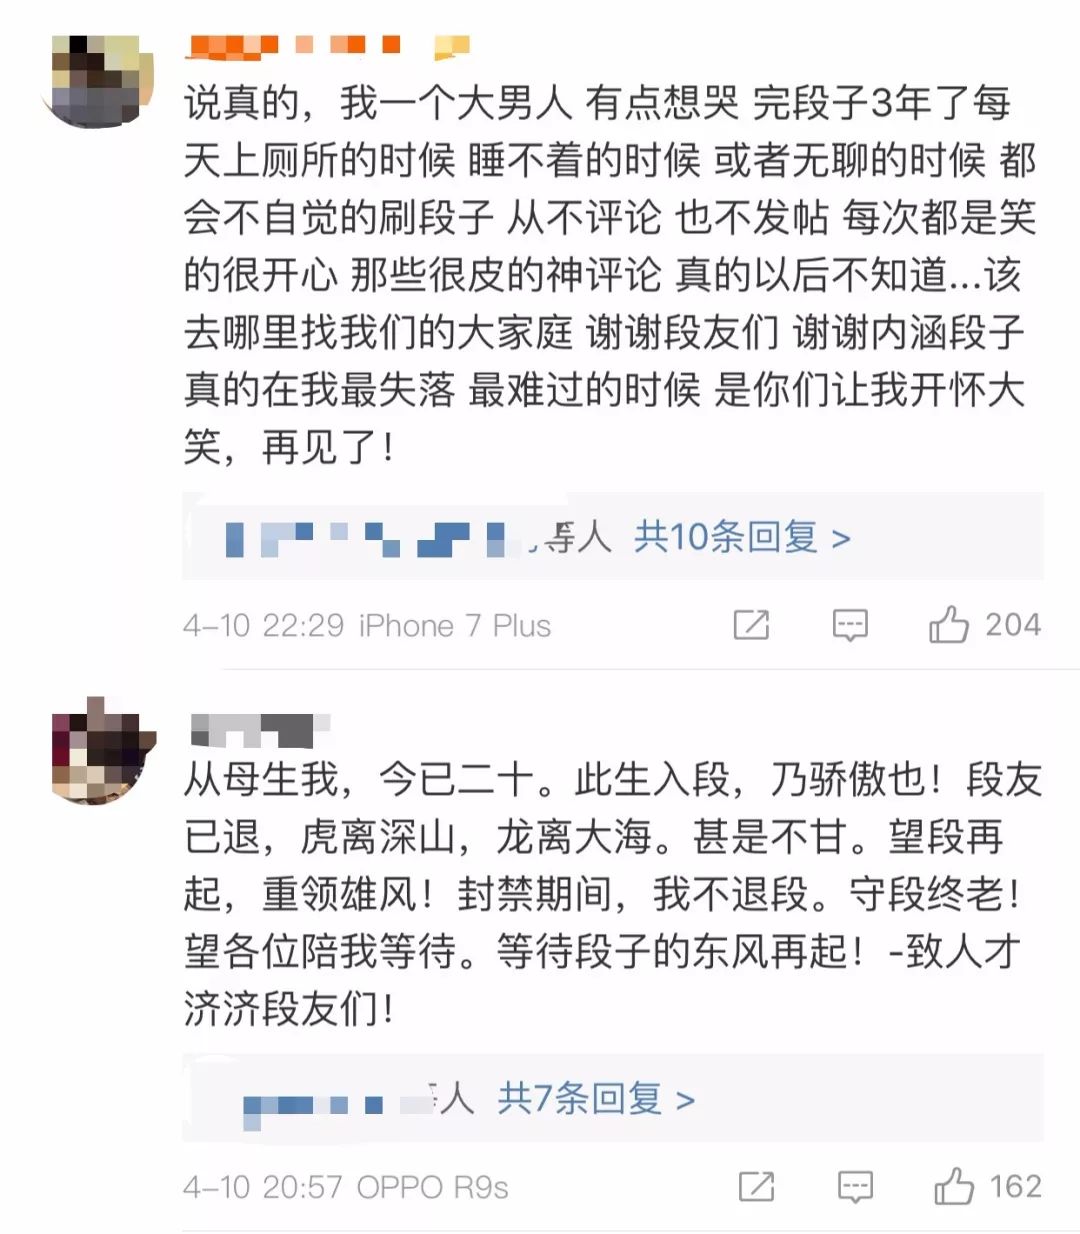 说真的，我一个大男人 有点想哭 完段子3年了每
天上厕所的时候 睡不着的时候 或者无聊的时候 都
会不自觉的刷段子 从不评论 也不发帖 每次都是笑
的很开心 那些很皮的神评论 真的以后不知道...该
去哪里找我们的大家庭 谢谢段友们 谢谢内涵段子
真的在我最失落 最难过的时候 是你们让我开怀大
笑，再见了！
等人 共10条回复 >
4-10 22:29 iPhone 7 Plus 204
从母生我，今已二十。此生入段，乃骄傲也！段友
已退，虎离深山，龙离大海。甚是不甘。望段再
起，重领雄风！封禁期间，我不退段。守段终老！
望各位陪我等待。等待段子的东风再起！-致人才
济济段友们！
人 共7条回复 >
4-10 20:57 OPPO R9s 162